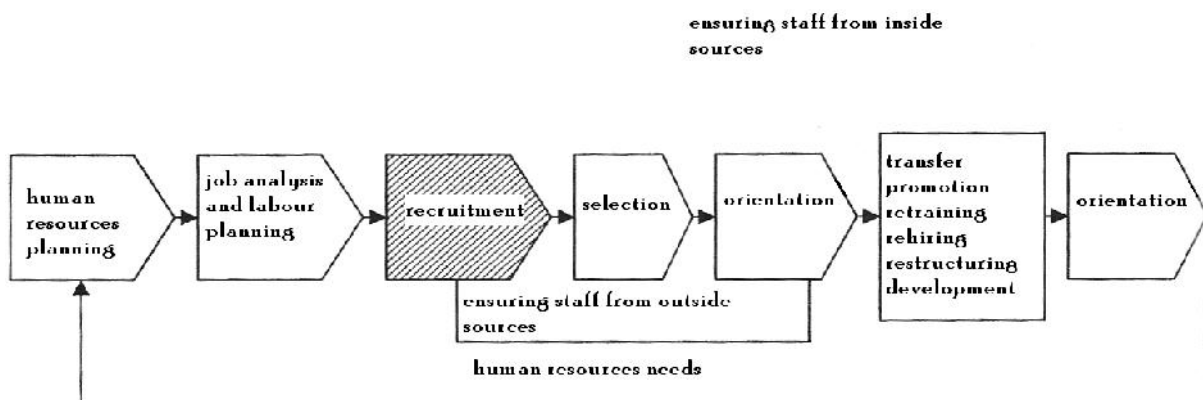 ensuring staff from inside
sources
human
resources
planning
job analysis
and labour
planning
recruitment
selection
orientation
transfer
promotion
retraining
rehiring
restructuring
development
orientation
ensuring staff from outside
sources
human resources needs